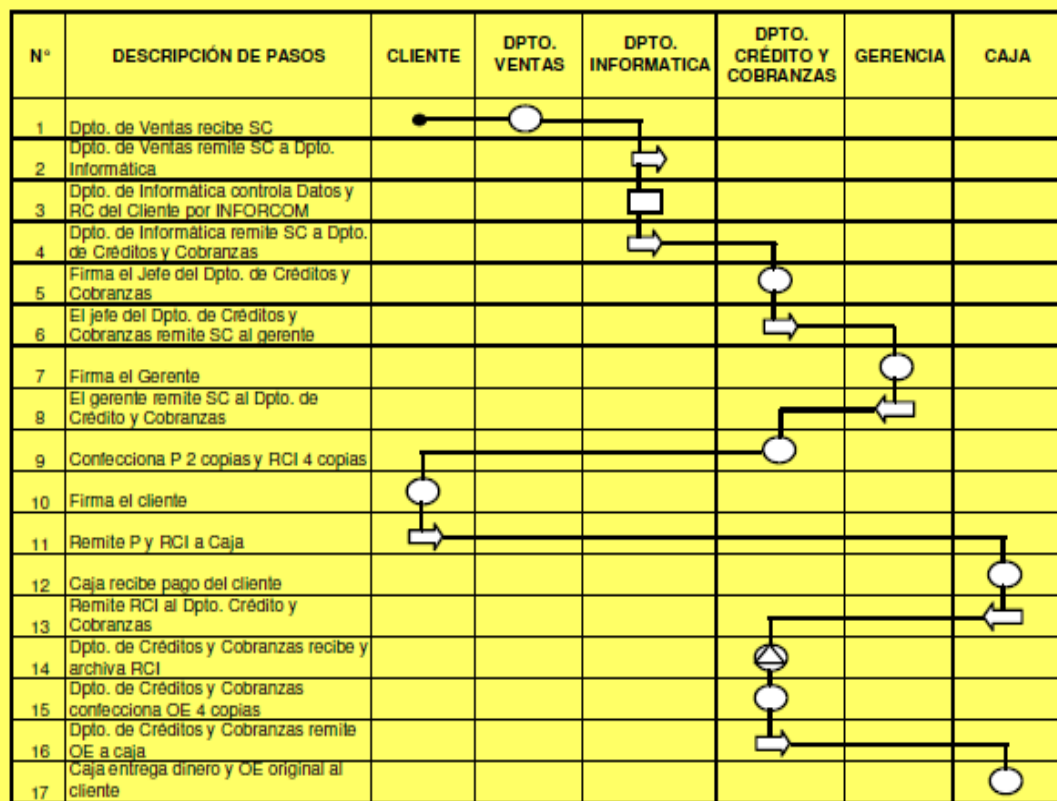 N° DESCRIPCIÓN DE PASOS CLIENTE DPTO. VENTAS DPTO. INFORMATICA DPTO. CRÉDITO Y COBRANZAS GERENCIA CAJA
1 Dpto. de Ventas recibe SC
Dpto. de Ventas remite SC a Dpto.
2 Informática
Dpto. de Informática controla Datos y
3 RC del Cliente por INFORCOM
Dpto. de Informática remite SC a Dpto.
4 de Créditos y Cobranzas
Firma el Jefe del Dpto. de Créditos y
5 Cobranzas
El jefe del Dpto. de Créditos y
6 Cobranzas remite SC al gerente
7 Firma el Gerente
El gerente remite SC al Dpto. de
8 Crédito y Cobranzas
9 Confecciona P 2 copias y RCI 4 copias
10 Firma el cliente
11 Remite P y RCI a Caja
12 Caja recibe pago del cliente
Remite RCI al Dpto. Crédito y
13 Cobranzas
Dpto. de Créditos y Cobranzas recibe y
14 archiva RCI
Dpto. de Créditos y Cobranzas
15 confecciona OE 4 copias
Dpto. de Créditos y Cobranzas remite
16 OE a caja
Caja entrega dinero y OE original al
17 cliente